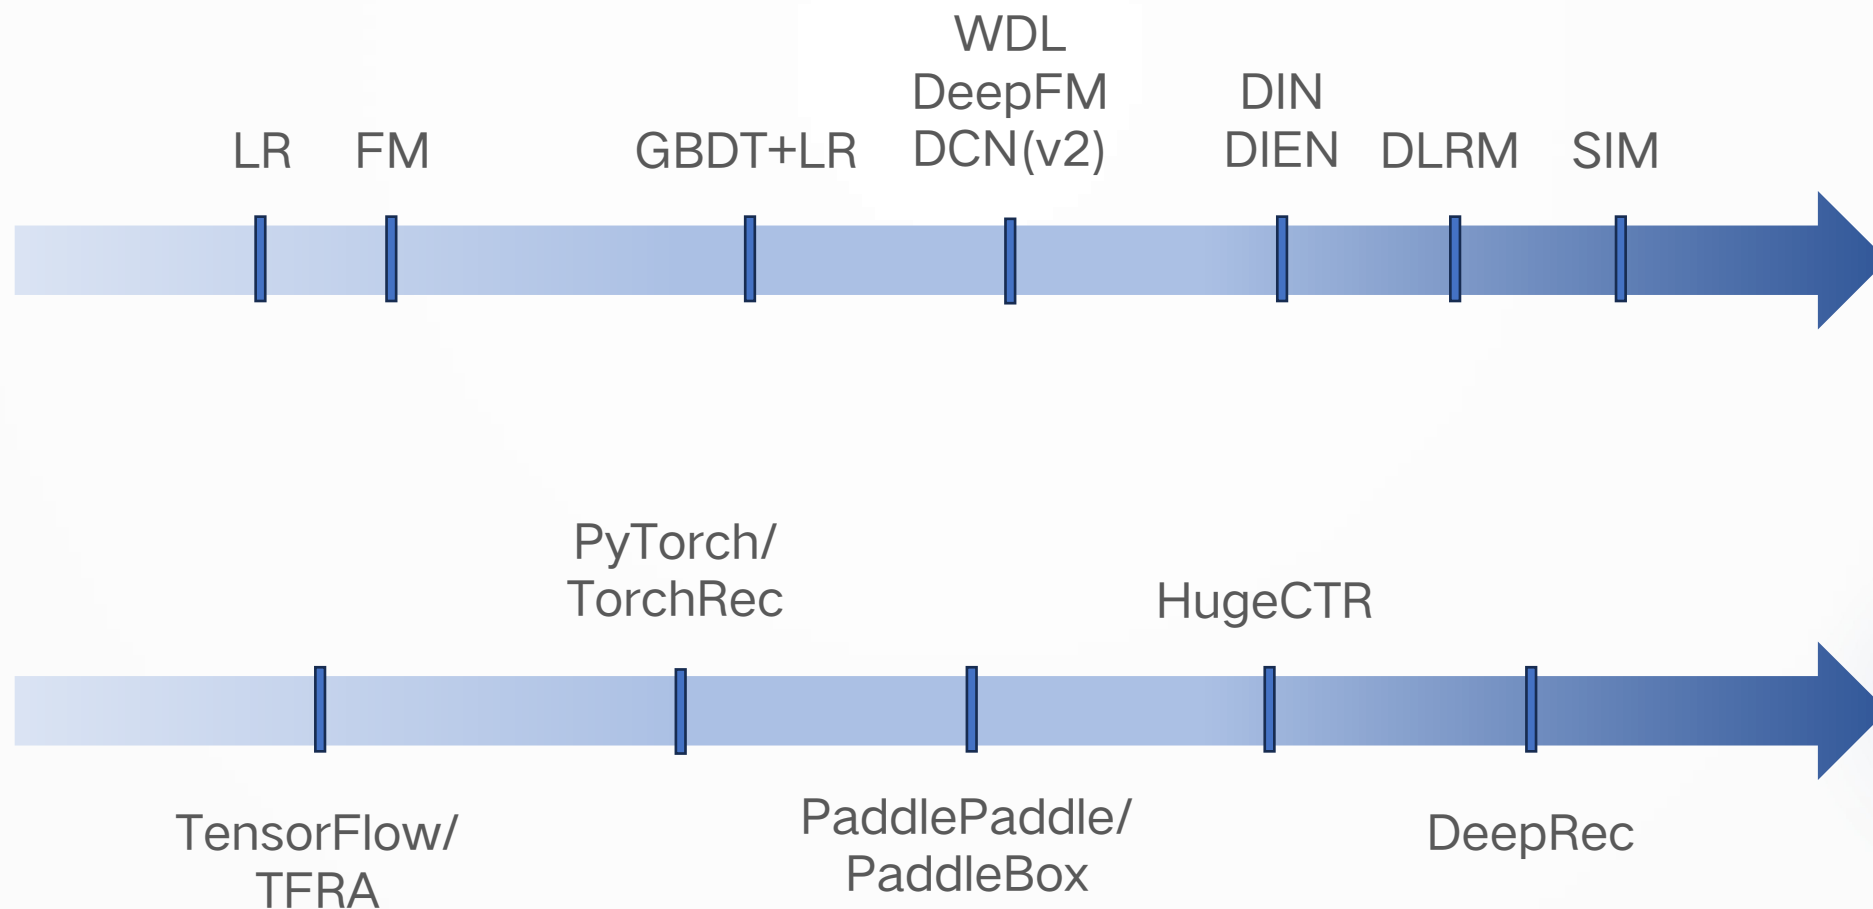 LR
FM
GBDT+LR
WDL
DeepFM
DCN(v2)
DIN
DIEN
DLRM
SIM
TensorFlow/
TFRA
PyTorch/
TorchRec
PaddlePaddle/
PaddleBox
HugeCTR
DeepRec